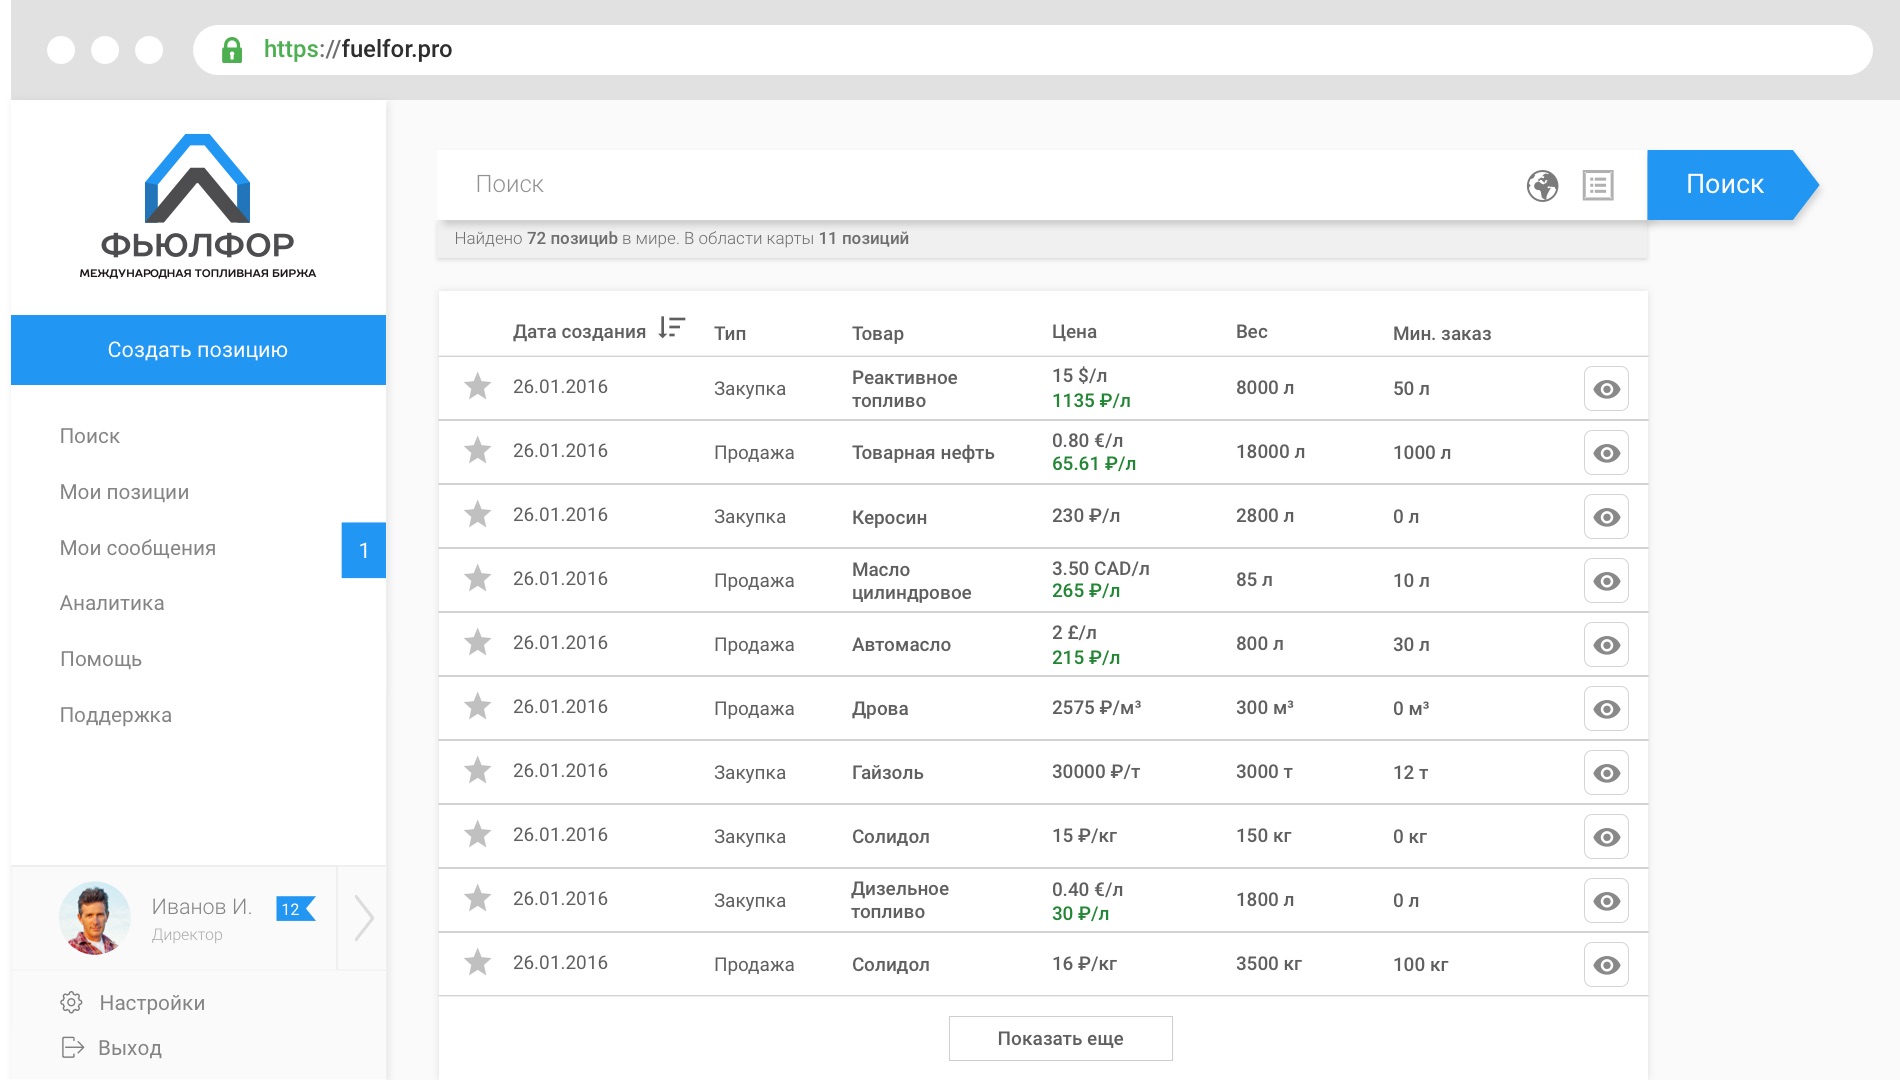 https://fuelfor.pro
ФЬЮЛФОР
МЕЖДУНАРОДНАЯ ТОПЛИВНАЯ БИРЖА
Создать позицию
Поиск
Мои позиции
Мои сообщения 1
Аналитика
Помощь
Поддержка
Иванов И. 12
Директор
Настройки
Выход
Поиск Поиск
Найдено 72 позициb в мире. В области карты 11 позиций
Дата создания Тип Товар Цена Вес Мин. заказ
26.01.2016 Закупка Реактивное топливо 15 $/л 1135 ₽/л 8000 л 50 л
26.01.2016 Продажа Товарная нефть 0.80 €/л 65.61 ₽/л 18000 л 1000 л
26.01.2016 Закупка Керосин 230 ₽/л 2800 л 0 л
26.01.2016 Продажа Масло цилиндровое 3.50 CAD/л 265 ₽/л 85 л 10 л
26.01.2016 Продажа Автомасло 2 £/л 215 ₽/л 800 л 30 л
26.01.2016 Продажа Дрова 2575 ₽/м³ 300 м³ 0 м³
26.01.2016 Закупка Гайзоль 30000 ₽/т 3000 т 12 т
26.01.2016 Закупка Солидол 15 ₽/кг 150 кг 0 кг
26.01.2016 Закупка Дизельное топливо 0.40 €/л 30 ₽/л 1800 л 0 л
26.01.2016 Продажа Солидол 16 ₽/кг 3500 кг 100 кг
Показать еще